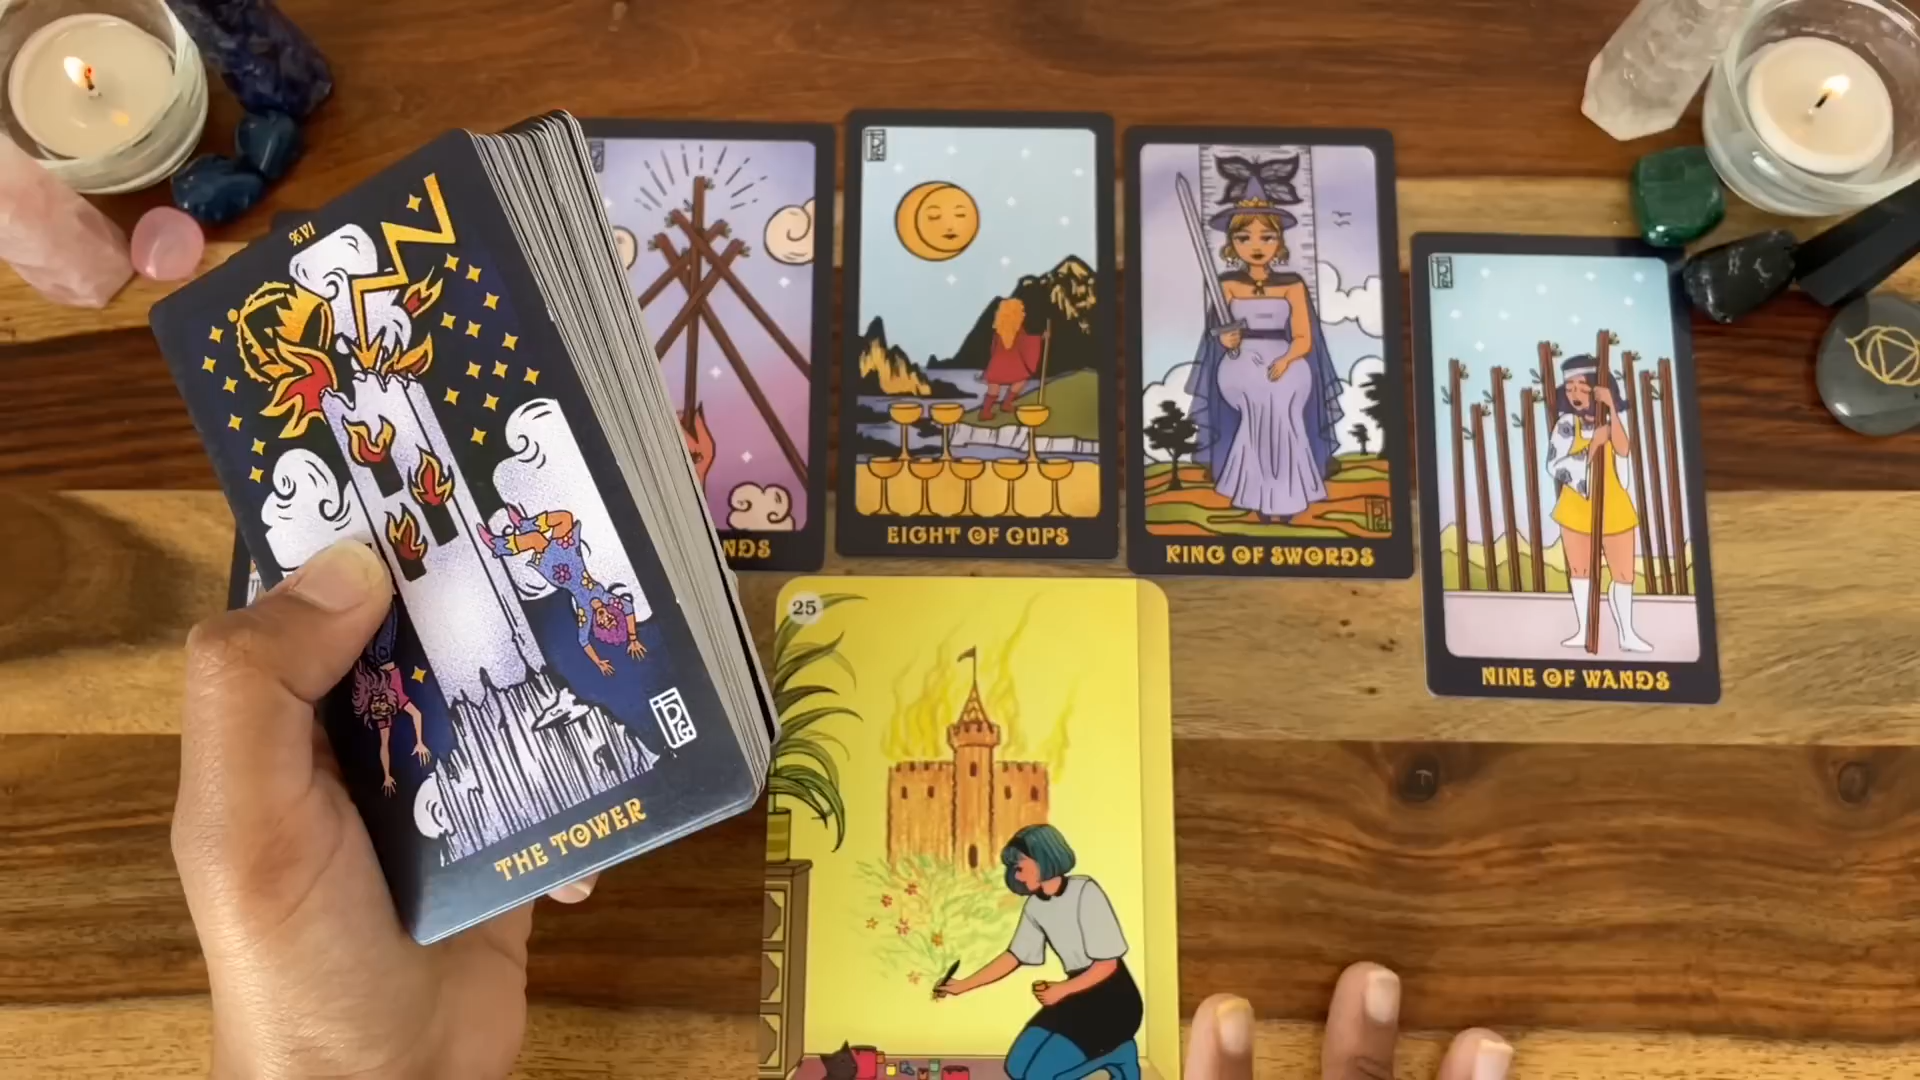 XVI
THE TOWER
NDS
EIGHT OF CUPS
KING OF SWORDS
NINE OF WANDS
25